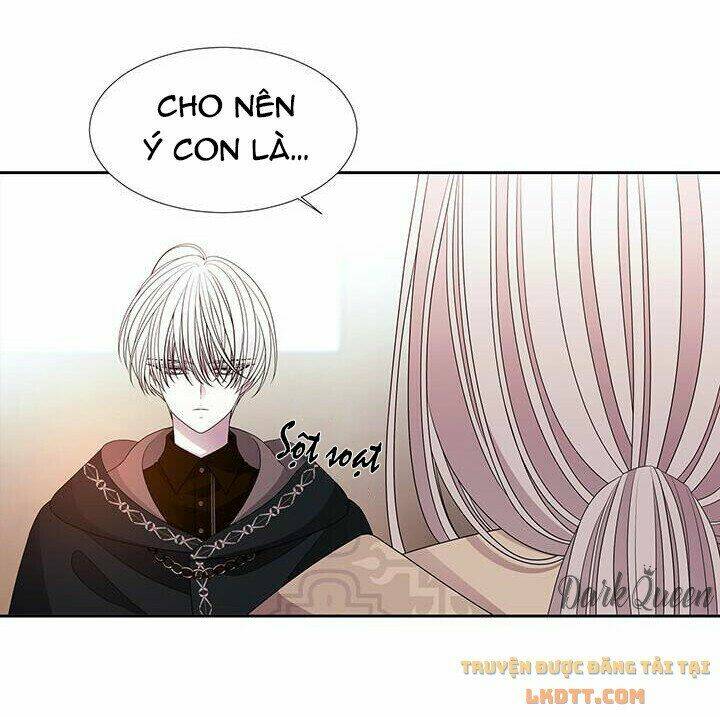 CHO NÊN
Ý CON LÀ...
Sột soạt
DarkQueen
TRUYỆN ĐƯỢC ĐĂNG TẢI TẠI
LKDTT.COM